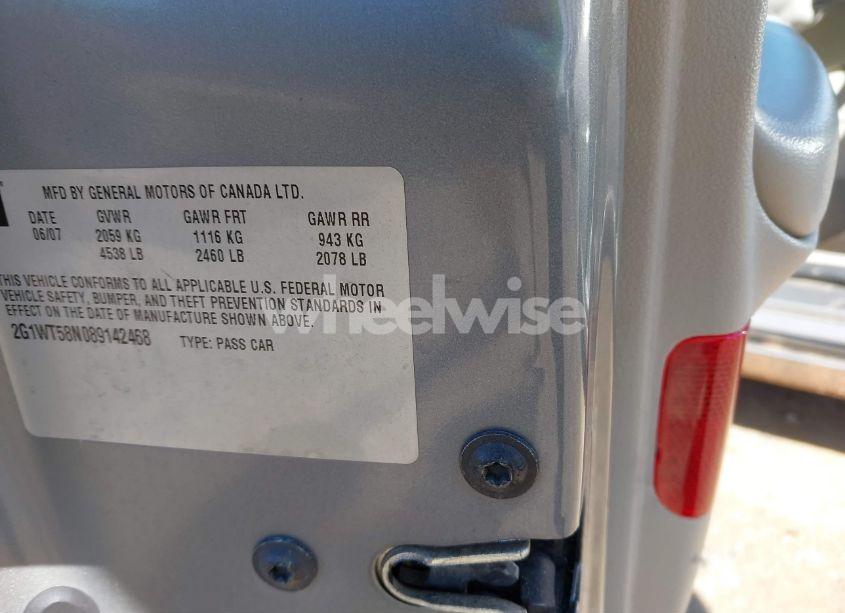 MFD BY GENERAL MOTORS OF CANADA LTD.
DATE GVWR GAWR FRT GAWR RR
06/07 2059 KG 1116 KG 943 KG
4538 LB 2460 LB 2078 LB
THIS VEHICLE CONFORMS TO ALL APPLICABLE U.S. FEDERAL MOTOR
VEHICLE SAFETY, BUMPER, AND THEFT PREVENTION STANDARDS IN
EFFECT ON THE DATE OF MANUFACTURE SHOWN ABOVE.
2G1WT58N089142468 TYPE: PASS CAR
wheelwise